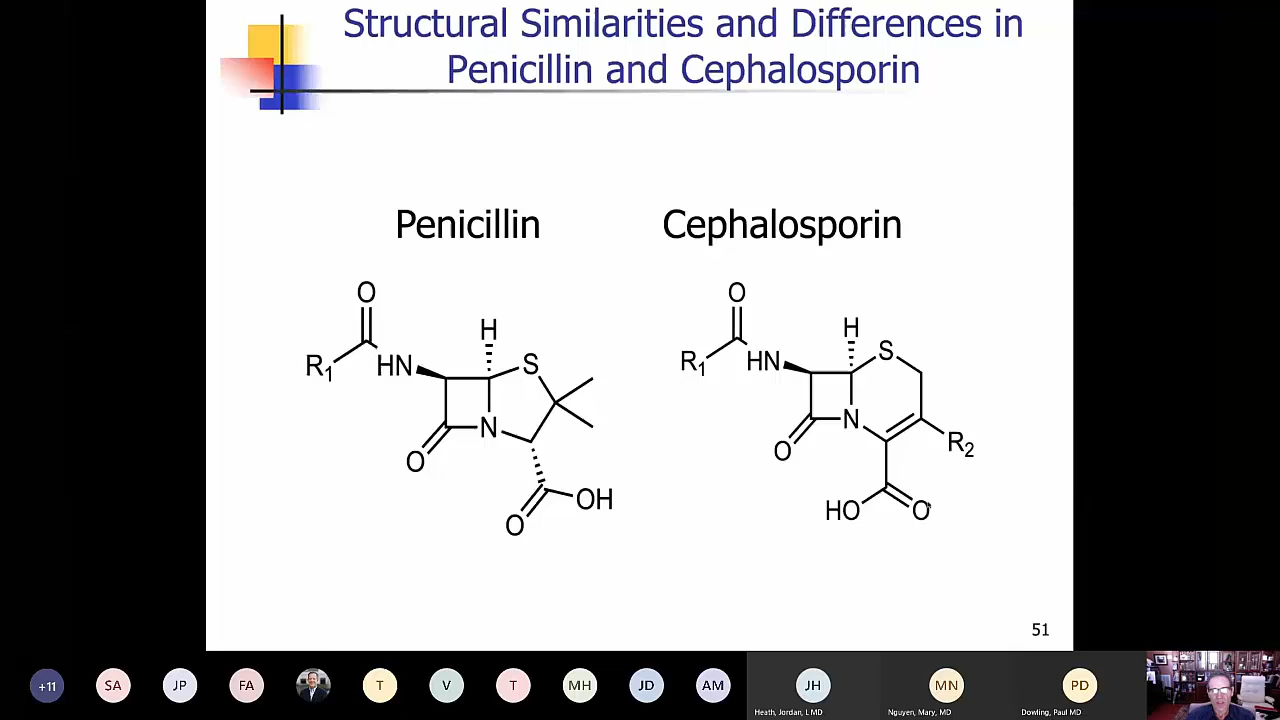 Structural Similarities and Differences in
Penicillin and Cephalosporin
Penicillin
Cephalosporin
O
H
R1
HN
S
N
O
OH
O
O
H
S
R1
HN
N
R2
O
HO
O
51
+11
SA
JP
FA
T
V
T
MH
JD
AM
JH
MN
PD
Heath, Jordan, L MD
Nguyen, Mary, MD
Dowling, Paul MD